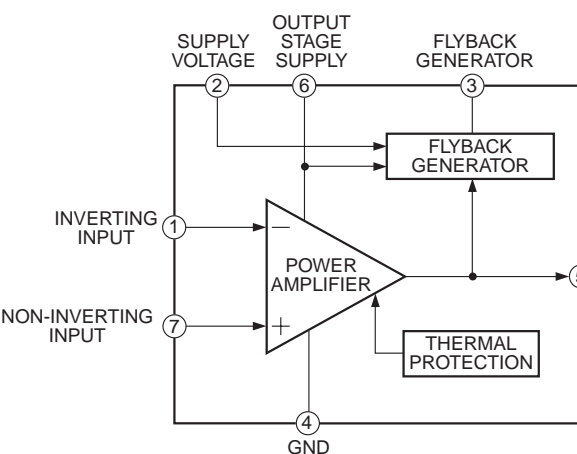 SUPPLY
VOLTAGE
OUTPUT
STAGE
SUPPLY
FLYBACK
GENERATOR
2
6
3
FLYBACK
GENERATOR
INVERTING
INPUT
1
−
POWER
AMPLIFIER
NON-INVERTING
INPUT
7
+
THERMAL
PROTECTION
4
GND